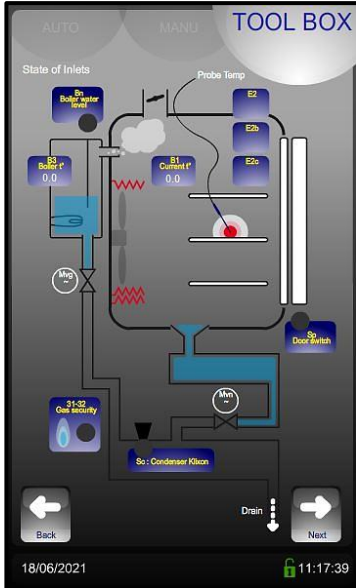 AUTO
MANU
TOOL BOX
State of Inlets
Probe Temp
Bn
Boiler water
level
E2
E2b
E2c
B3
Boiler t°
0.0
B1
Current t°
0.0
Mvg
~
Sp
Door switch
Mvn
~
31-32
Gas security
Sc : Condenser Klixon
Drain
Back
Next
18/06/2021
11:17:39